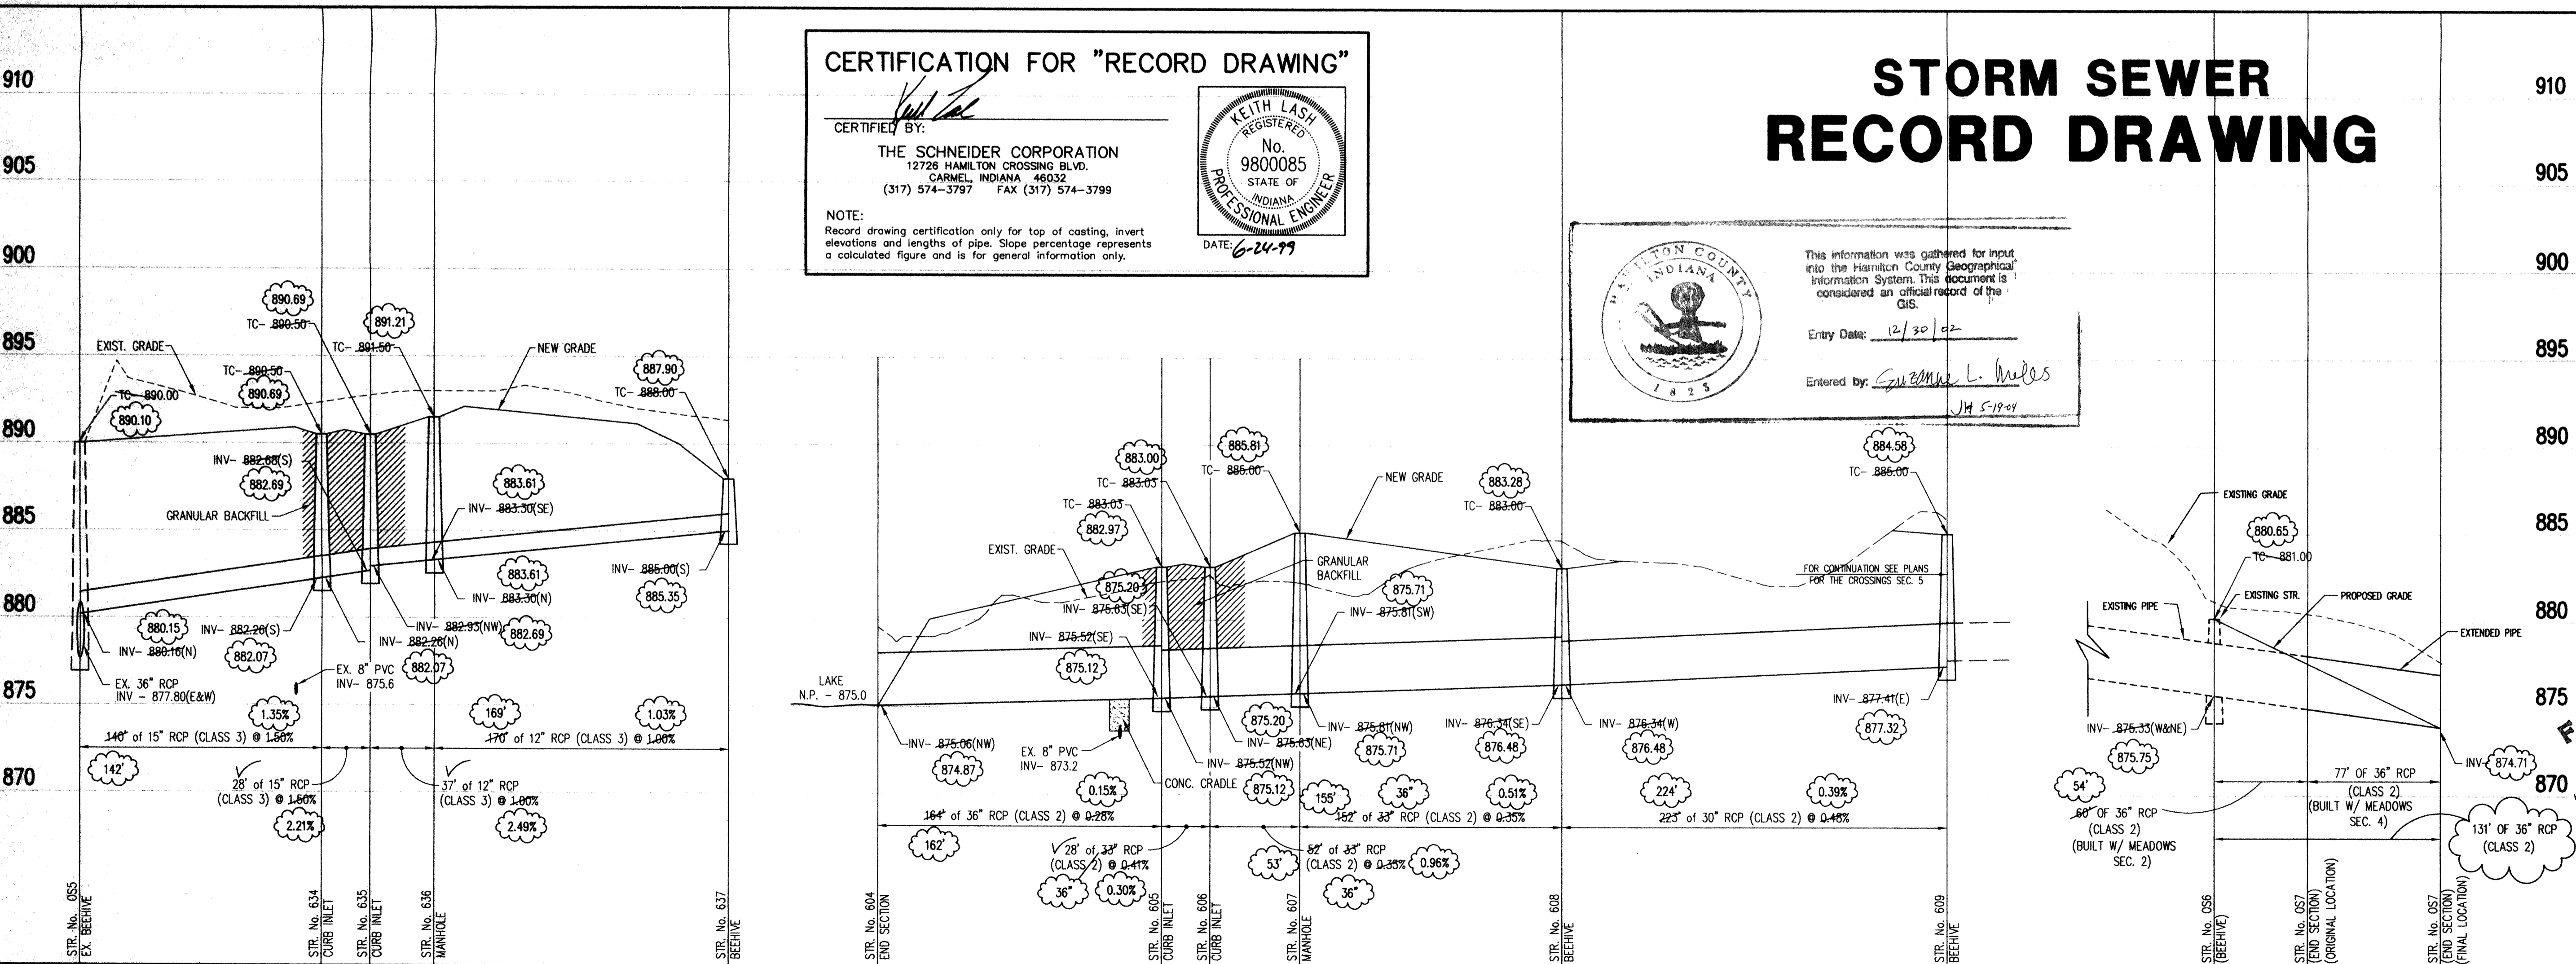 STORM SEWER
RECORD DRAWING
CERTIFICATION FOR "RECORD DRAWING"
CERTIFIED BY:
THE SCHNEIDER CORPORATION
12726 HAMILTON CROSSING BLVD.
CARMEL, INDIANA 46032
(317) 574-3797 FAX (317) 574-3799
NOTE:
Record drawing certification only for top of casting, invert
elevations and lengths of pipe. Slope percentage represents
a calculated figure and is for general information only.
KEITH LASH
REGISTERED
No.
9800085
STATE OF
INDIANA
PROFESSIONAL ENGINEER
DATE: 6-24-99
HAMILTON COUNTY
INDIANA
1823
This information was gathered for input
into the Hamilton County Geographical
Information System. This document is
considered an official record of the
GIS.
Entry Date: 12/30/02
Entered by: Suzanne L. Miles
JH 5-19-04
910
905
900
895
890
885
880
875
870
910
905
900
895
890
885
880
875
870
EXIST. GRADE
TC- 890.00
890.10
890.69
TC- 890.50
TC- 890.50
890.69
891.21
TC- 891.50
NEW GRADE
887.90
TC- 888.00
INV- 882.68(S)
882.69
GRANULAR BACKFILL
883.61
INV- 883.30(SE)
883.61
INV- 883.30(N)
INV- 885.00(S)
885.35
880.15
INV- 880.16(N)
INV- 882.26(S)
882.07
INV- 882.93(NW)
882.69
INV- 882.26(N)
882.07
EX. 36" RCP
INV - 877.80(E&W)
EX. 8" PVC
INV- 875.6
1.35%
169'
1.03%
140' of 15" RCP (CLASS 3) @ 1.50%
170' of 12" RCP (CLASS 3) @ 1.00%
142'
28' of 15" RCP
(CLASS 3) @ 1.50%
2.21%
37' of 12" RCP
(CLASS 3) @ 1.00%
2.49%
STR. No. OS5
EX. BEEHIVE
STR. No. 634
CURB INLET
STR. No. 635
CURB INLET
STR. No. 636
MANHOLE
STR. No. 637
BEEHIVE
883.00
TC- 883.03
TC- 883.03
882.97
885.81
TC- 885.00
NEW GRADE
883.28
TC- 883.00
884.58
TC- 885.00
EXIST. GRADE
GRANULAR
BACKFILL
875.20
INV- 875.63(SE)
INV- 875.52(SE)
875.12
875.71
INV- 875.81(SW)
FOR CONTINUATION SEE PLANS
FOR THE CROSSINGS SEC. 5
LAKE
N.P. - 875.0
INV- 875.06(NW)
874.87
EX. 8" PVC
INV- 873.2
CONC. CRADLE
875.20
INV- 875.63(NE)
INV- 875.52(NW)
875.12
INV- 875.81(NW)
875.71
INV- 876.34(SE)
876.48
INV- 876.34(W)
876.48
INV- 877.41(E)
877.32
0.15%
155'
36"
0.51%
224'
0.39%
164' of 36" RCP (CLASS 2) @ 0.28%
152' of 33" RCP (CLASS 2) @ 0.35%
223' of 30" RCP (CLASS 2) @ 0.48%
162'
28' of 33" RCP
(CLASS 2) @ 0.41%
36"
0.30%
53'
52' of 33" RCP
(CLASS 2) @ 0.35%
0.96%
36"
STR. No. 604
END SECTION
STR. No. 605
CURB INLET
STR. No. 606
CURB INLET
STR. No. 607
MANHOLE
STR. No. 608
BEEHIVE
STR. No. 609
BEEHIVE
EXISTING GRADE
880.65
TC- 881.00
EXISTING PIPE
EXISTING STR.
PROPOSED GRADE
EXTENDED PIPE
INV- 875.33(W&NE)
875.75
INV- 874.71
54'
60' OF 36" RCP
(CLASS 2)
(BUILT W/ MEADOWS
SEC. 2)
77' OF 36" RCP
(CLASS 2)
(BUILT W/ MEADOWS
SEC. 4)
131' OF 36" RCP
(CLASS 2)
STR. No. OS6
(BEEHIVE)
STR. No. OS7
(END SECTION)
(ORIGINAL LOCATION)
STR. No. OS7
(END SECTION)
(FINAL LOCATION)